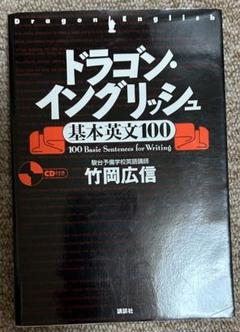 Dragon English
ドラゴン・
イングリッシュ
基本英文100
100 Basic Sentences for Writing
CD付き
駿台予備学校英語講師
竹岡広信
講談社